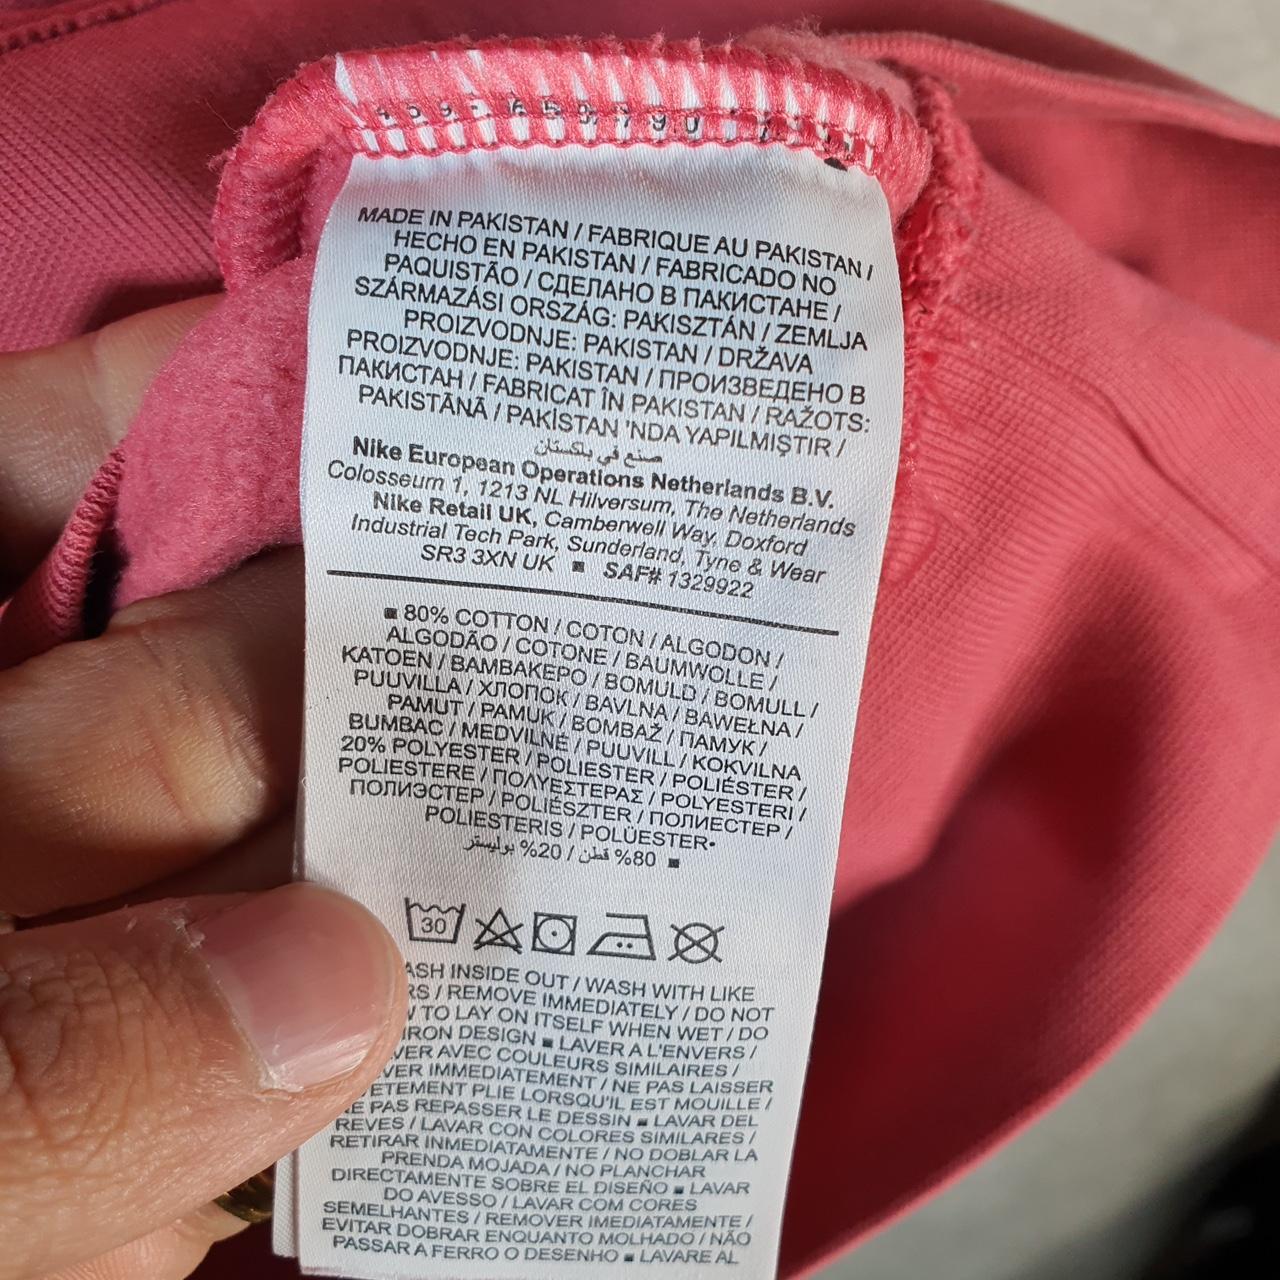 MADE IN PAKISTAN / FABRIQUE AU PAKISTAN /
HECHO EN PAKISTAN / FABRICADO NO
PAQUISTÃO / СДЕЛАНО В ПАКИСТАНЕ /
SZÁRMAZÁSI ORSZÁG: PAKISZTÁN / ZEMLJA
PROIZVODNJE: PAKISTAN / DRŽAVA
PROIZVODNJE: PAKISTAN / ПРОИЗВЕДЕНО В
ПАКИСТАН / FABRICAT ÎN PAKISTAN / RAŽOTS:
PAKISTĀNĀ / PAKİSTAN 'NDA YAPILMIŞTIR /
صنع في باكستان
Nike European Operations Netherlands B.V.
Colosseum 1, 1213 NL Hilversum, The Netherlands
Nike Retail UK, Camberwell Way, Doxford
Industrial Tech Park, Sunderland, Tyne & Wear
SR3 3XN UK ■ SAF# 1329922
■ 80% COTTON / COTON / ALGODON /
ALGODÃO / COTONE / BAUMWOLLE /
KATOEN / ΒΑΜΒΑΚΕΡΟ / BOMULD / BOMULL /
PUUVILLA / ХЛОПОК / BAVLNA / BAWEŁNA /
PAMUT / PAMUK / BOMBAŽ / ПАМУК /
BUMBAC / MEDVILNĖ / PUUVILL / KOKVILNA
20% POLYESTER / POLIESTER / POLIÉSTER /
POLIESTERE / ΠΟΛΥΕΣΤΕΡΑΣ / POLYESTERI /
ПОЛИЭСТЕР / POLIÉSZTER / ПОЛИЕСТЕР /
POLIESTERIS / POLÜESTER•
■ 80% قطن / 20% بوليستر
30
ASH INSIDE OUT / WASH WITH LIKE
RS / REMOVE IMMEDIATELY / DO NOT
TO LAY ON ITSELF WHEN WET / DO
IRON DESIGN ■ LAVER A L'ENVERS /
VER AVEC COULEURS SIMILAIRES /
VER IMMEDIATEMENT / NE PAS LAISSER
ETEMENT PLIE LORSQU'IL EST MOUILLE /
E PAS REPASSER LE DESSIN ■ LAVAR DEL
REVES / LAVAR CON COLORES SIMILARES /
RETIRAR INMEDIATAMENTE / NO DOBLAR LA
PRENDA MOJADA / NO PLANCHAR
DIRECTAMENTE SOBRE EL DISEÑO ■ LAVAR
DO AVESSO / LAVAR COM CORES
SEMELHANTES / REMOVER IMEDIATAMENTE /
EVITAR DOBRAR ENQUANTO MOLHADO / NÃO
PASSAR A FERRO O DESENHO ■ LAVARE AL